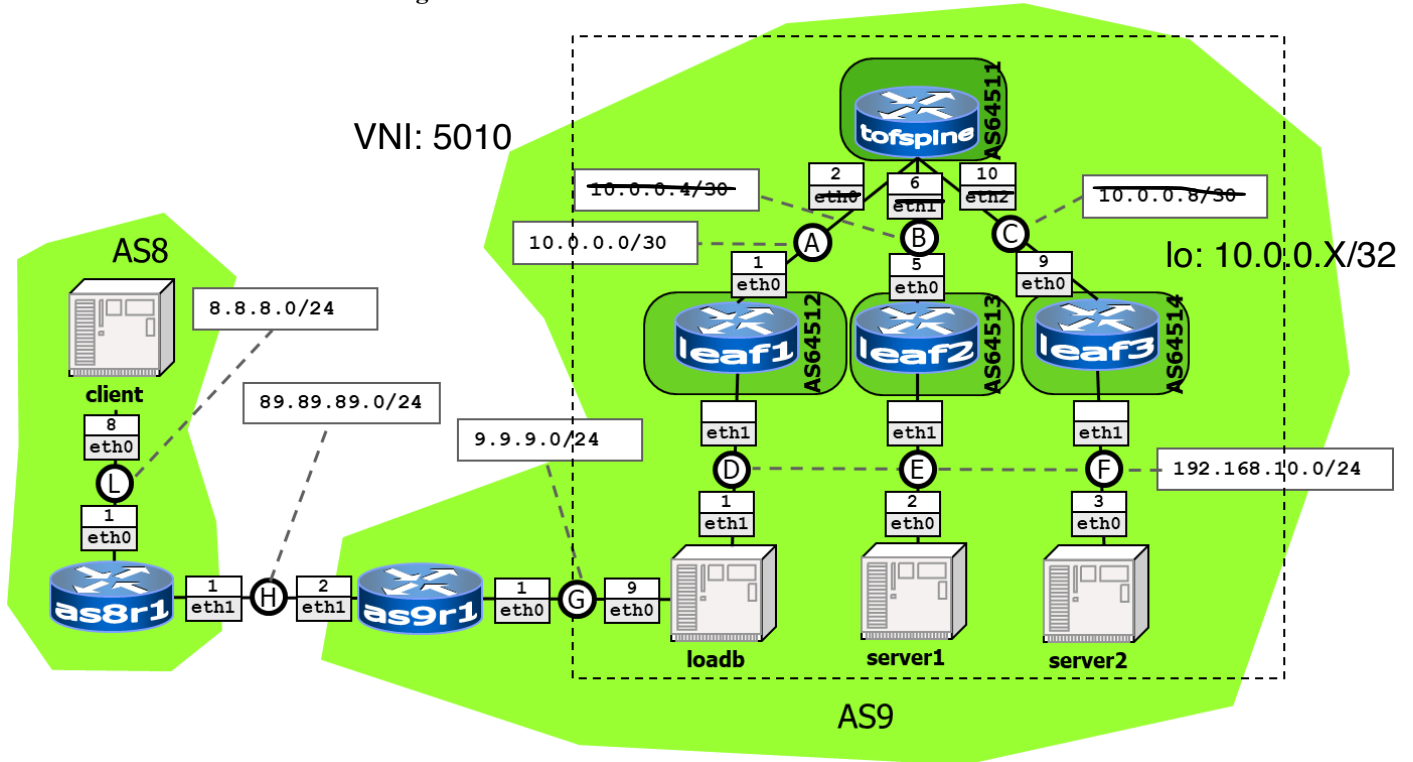 AS64511
tofspine
VNI: 5010
2
eth0
6
eth1
10
eth2
10.0.0.4/30
10.0.0.8/30
10.0.0.0/30
A
B
C
lo: 10.0.0.X/32
1
eth0
5
eth0
9
eth0
AS8
8.8.8.0/24
leaf1
AS64512
leaf2
AS64513
leaf3
AS64514
client
89.89.89.0/24
8
eth0
9.9.9.0/24
eth1
eth1
eth1
L
D
E
F
192.168.10.0/24
1
eth0
1
eth1
2
eth0
3
eth0
as8r1
1
eth1
H
2
eth1
as9r1
1
eth0
G
9
eth0
loadb
server1
server2
AS9